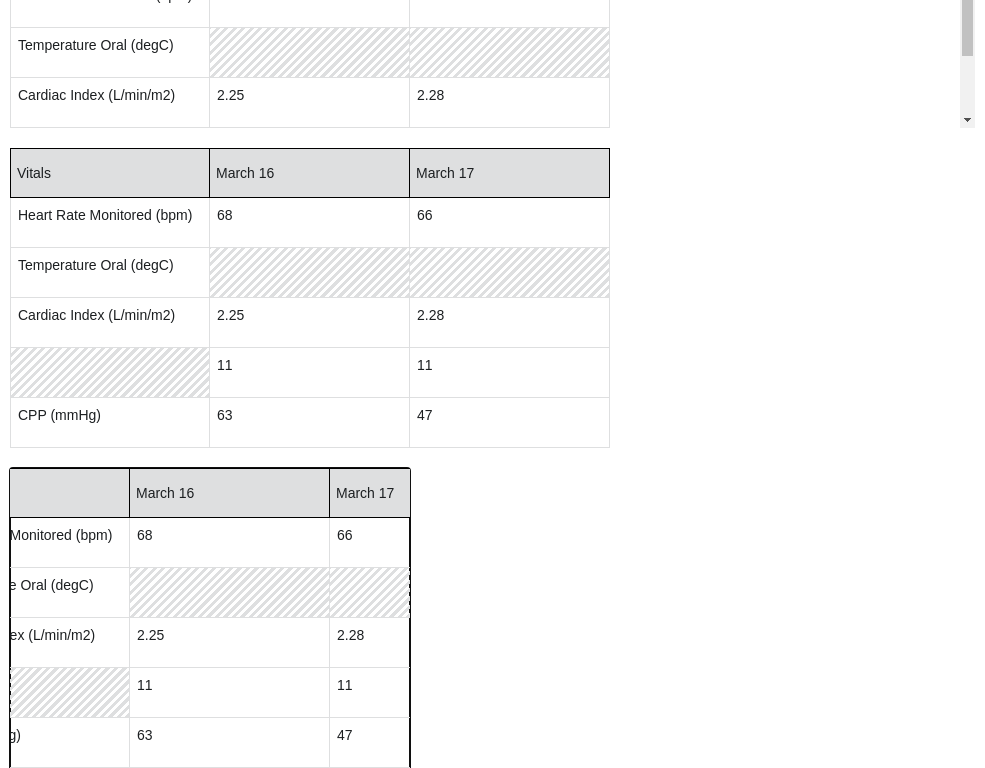 Temperature Oral (degC)
Cardiac Index (L/min/m2) 2.25 2.28
Vitals March 16 March 17
Heart Rate Monitored (bpm) 68 66
Temperature Oral (degC)
Cardiac Index (L/min/m2) 2.25 2.28
11 11
CPP (mmHg) 63 47
March 16 March 17
Monitored (bpm) 68 66
e Oral (degC)
ex (L/min/m2) 2.25 2.28
11 11
g) 63 47